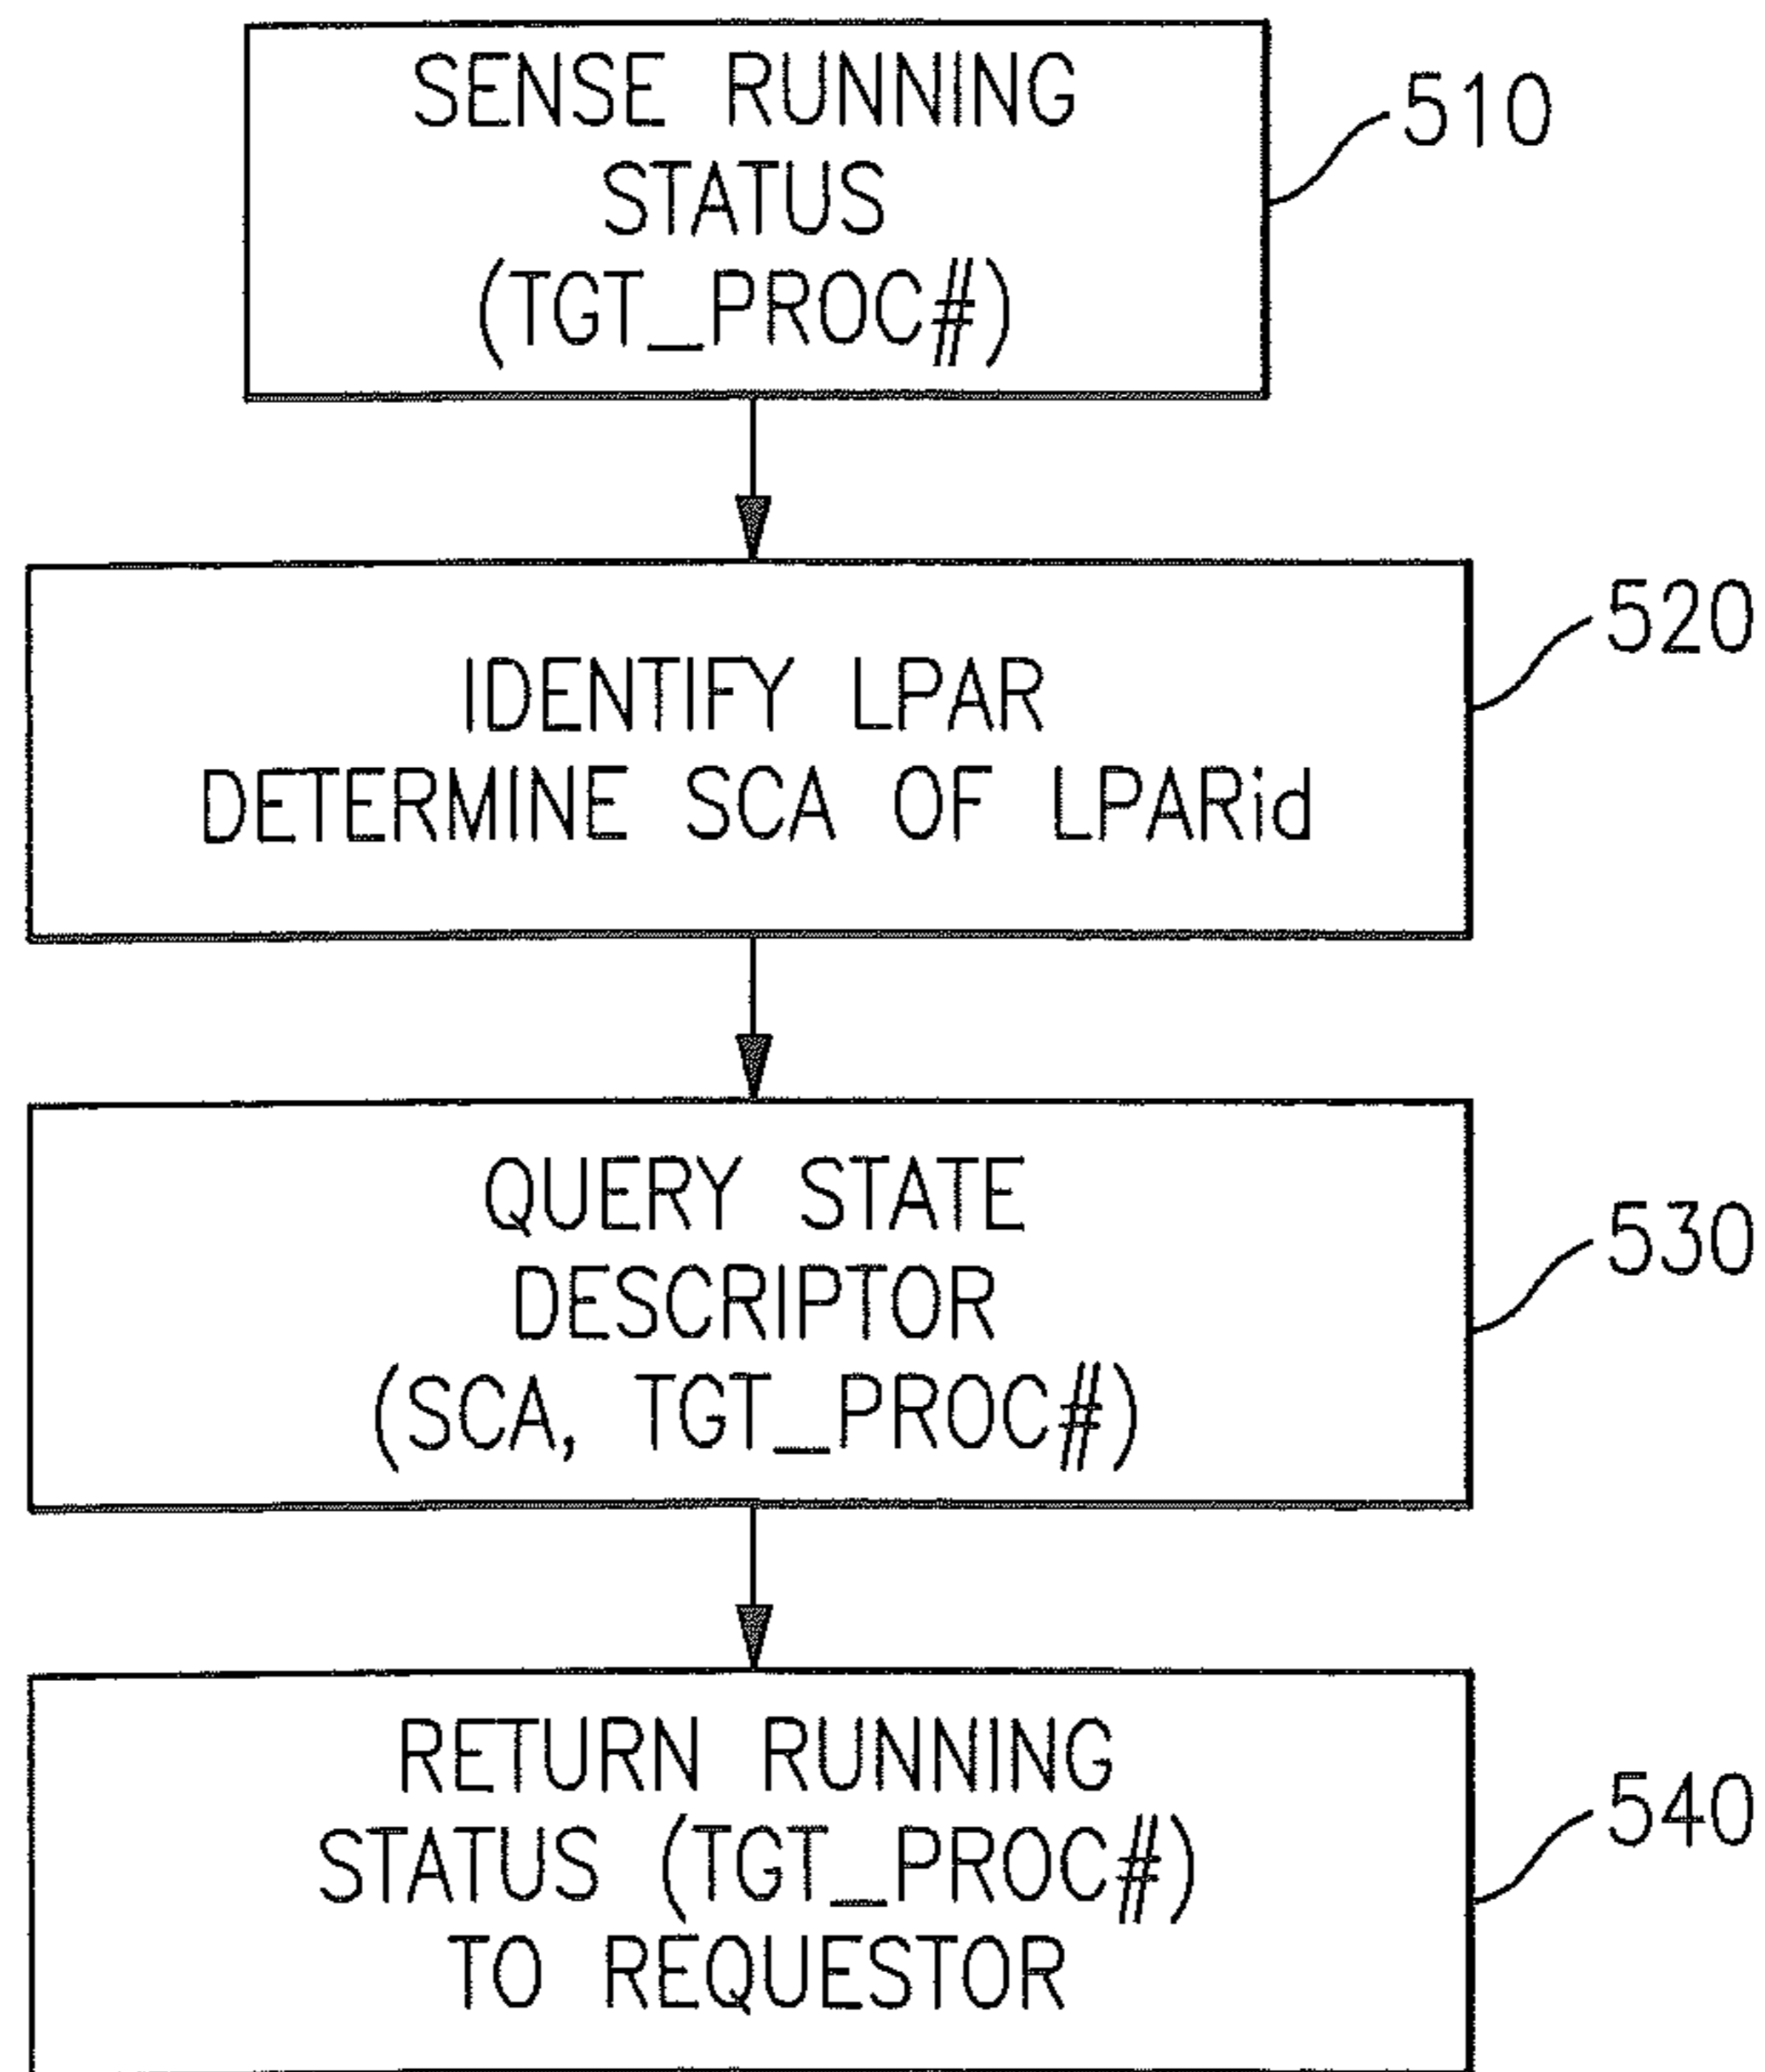 SENSE RUNNING
STATUS
(TGT_PROC#)
510
IDENTIFY LPAR
DETERMINE SCA OF LPARid
520
QUERY STATE
DESCRIPTOR
(SCA, TGT_PROC#)
530
RETURN RUNNING
STATUS (TGT_PROC#)
TO REQUESTOR
540